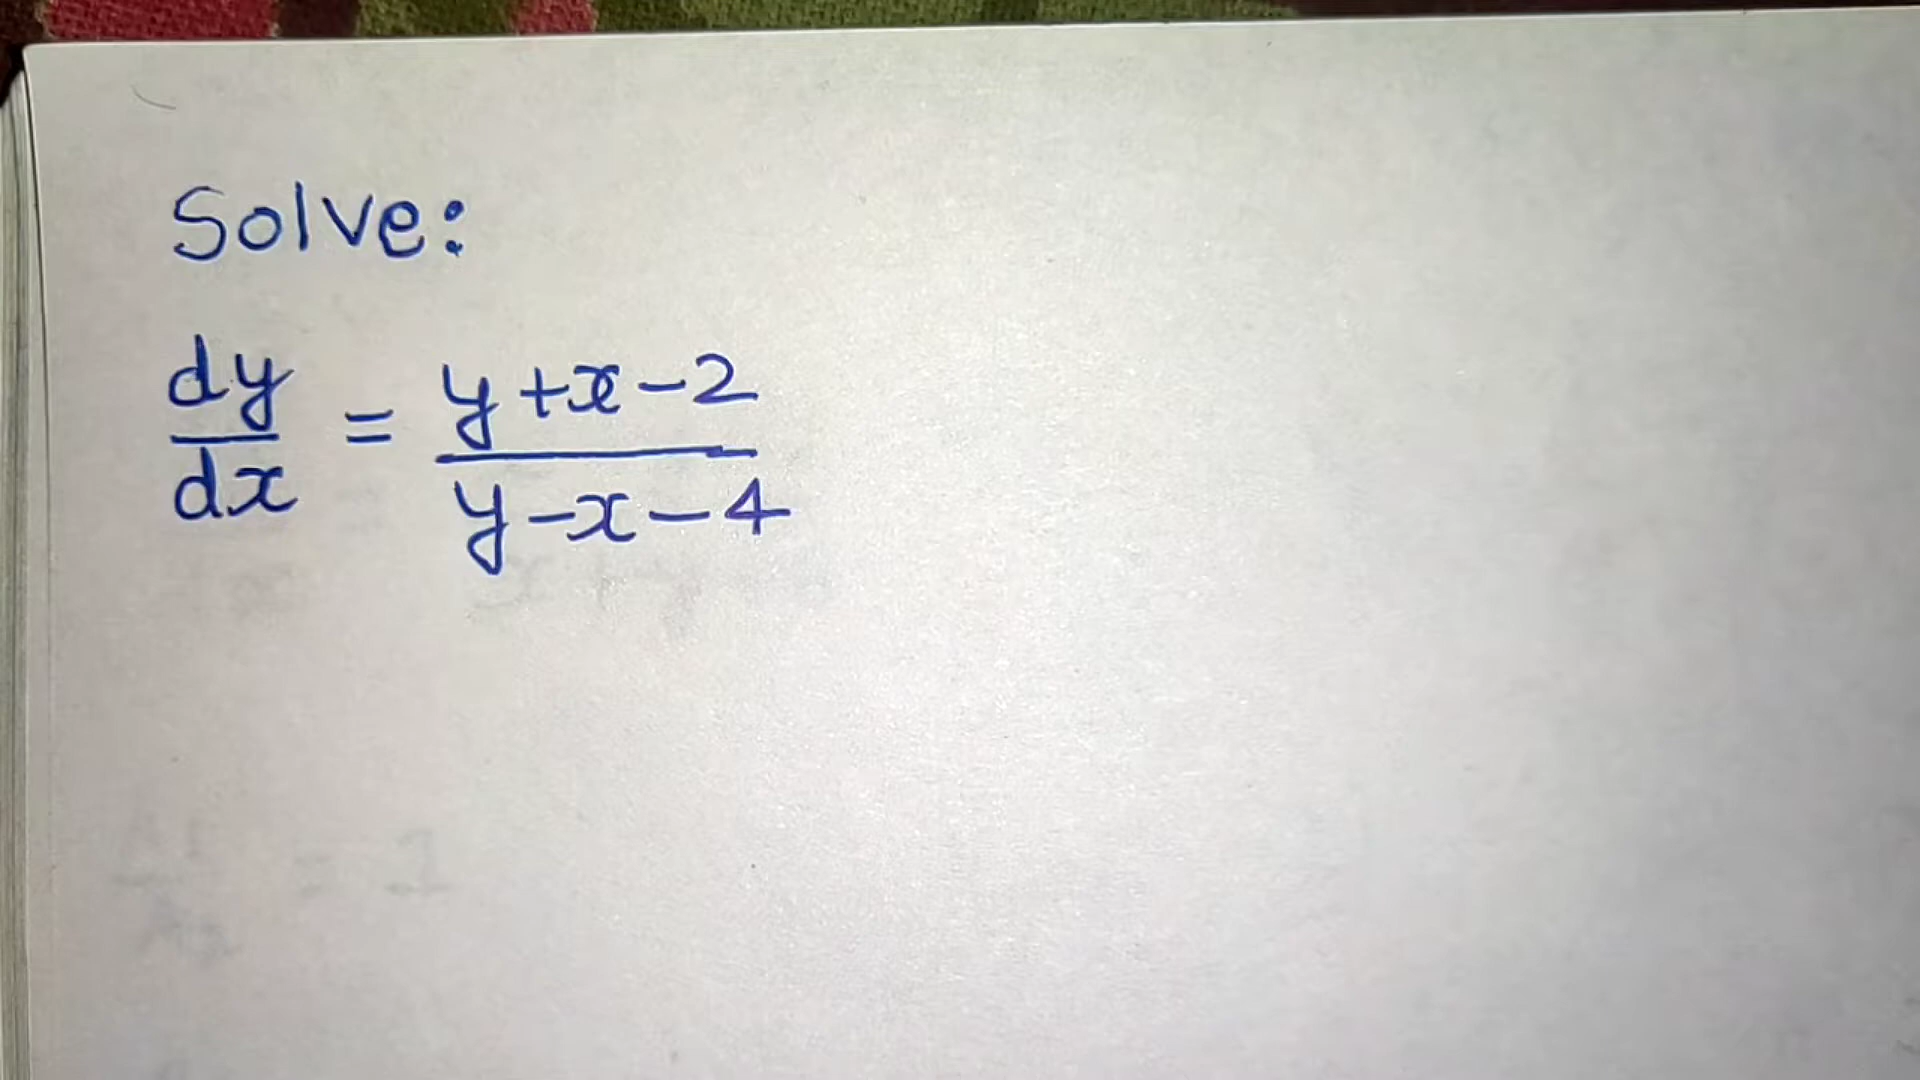 Solve:
dy/dx = (y+x-2)/(y-x-4)